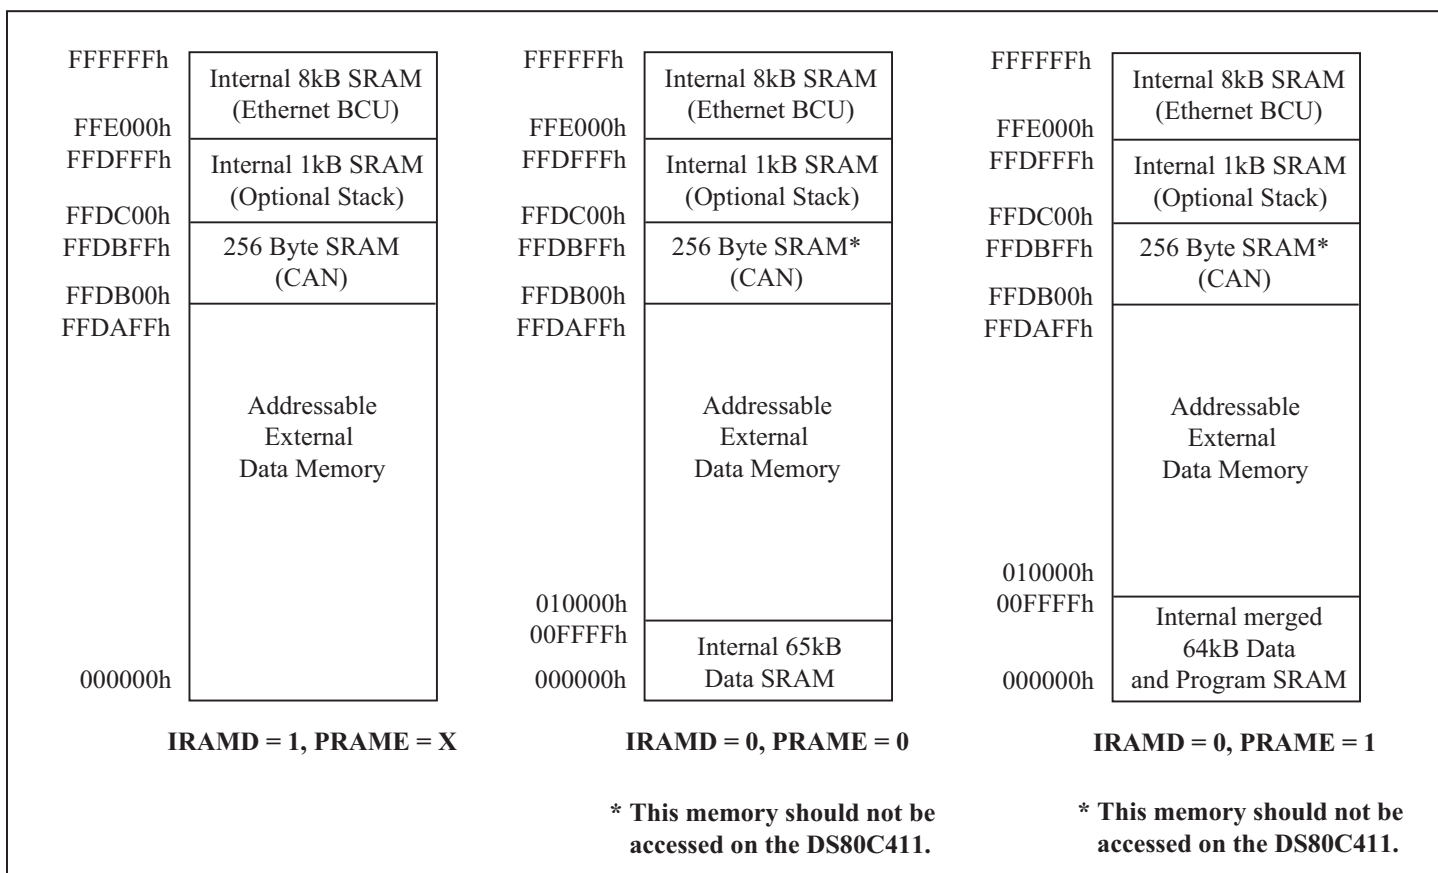 FFFFFFh
Internal 8kB SRAM
(Ethernet BCU)
FFE000h
FFDFFFh
Internal 1kB SRAM
(Optional Stack)
FFDC00h
FFDBFFh
256 Byte SRAM
(CAN)
FFDB00h
FFDAFFh
Addressable
External
Data Memory
000000h
IRAMD = 1, PRAME = X
FFFFFFh
Internal 8kB SRAM
(Ethernet BCU)
FFE000h
FFDFFFh
Internal 1kB SRAM
(Optional Stack)
FFDC00h
FFDBFFh
256 Byte SRAM*
(CAN)
FFDB00h
FFDAFFh
Addressable
External
Data Memory
010000h
00FFFFh
Internal 65kB
Data SRAM
000000h
IRAMD = 0, PRAME = 0
* This memory should not be
accessed on the DS80C411.
FFFFFFh
Internal 8kB SRAM
(Ethernet BCU)
FFE000h
FFDFFFh
Internal 1kB SRAM
(Optional Stack)
FFDC00h
FFDBFFh
256 Byte SRAM*
(CAN)
FFDB00h
FFDAFFh
Addressable
External
Data Memory
010000h
00FFFFh
Internal merged
64kB Data
and Program SRAM
000000h
IRAMD = 0, PRAME = 1
* This memory should not be
accessed on the DS80C411.